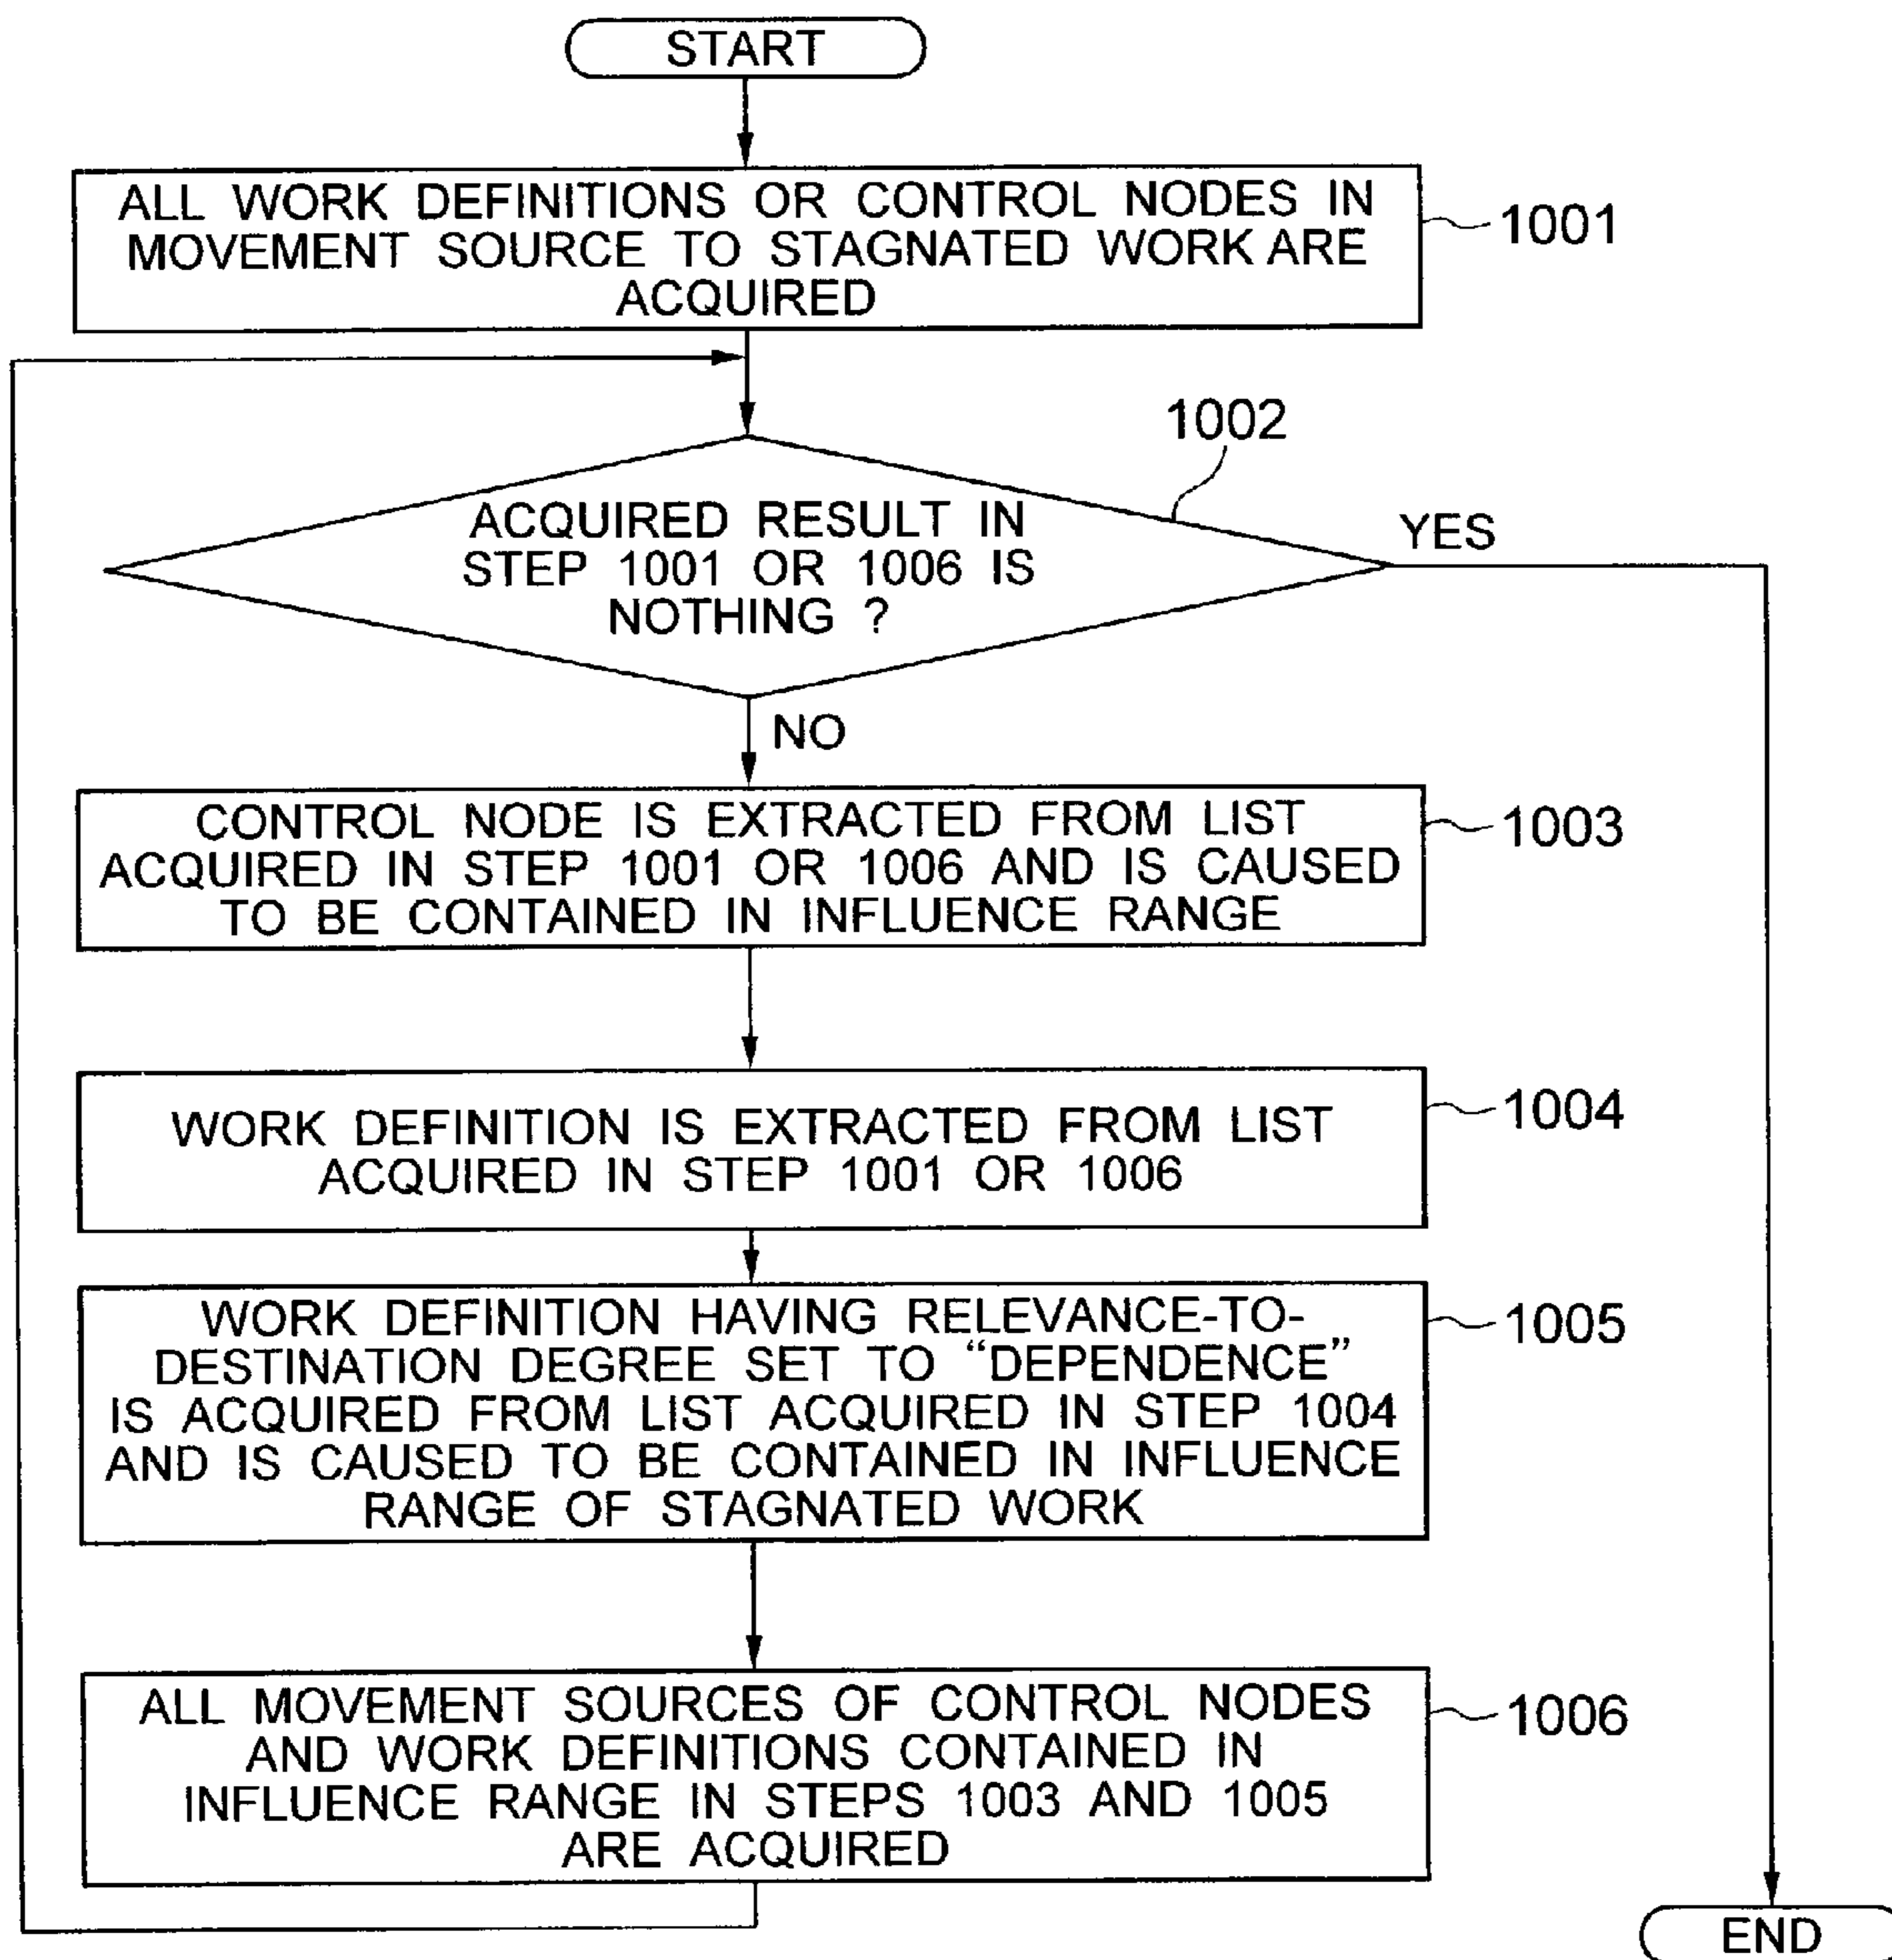 START
ALL WORK DEFINITIONS OR CONTROL NODES IN
MOVEMENT SOURCE TO STAGNATED WORK ARE
ACQUIRED
1001
1002
ACQUIRED RESULT IN
STEP 1001 OR 1006 IS
NOTHING ?
YES
NO
CONTROL NODE IS EXTRACTED FROM LIST
ACQUIRED IN STEP 1001 OR 1006 AND IS CAUSED
TO BE CONTAINED IN INFLUENCE RANGE
1003
WORK DEFINITION IS EXTRACTED FROM LIST
ACQUIRED IN STEP 1001 OR 1006
1004
WORK DEFINITION HAVING RELEVANCE-TO-
DESTINATION DEGREE SET TO “DEPENDENCE”
IS ACQUIRED FROM LIST ACQUIRED IN STEP 1004
AND IS CAUSED TO BE CONTAINED IN INFLUENCE
RANGE OF STAGNATED WORK
1005
ALL MOVEMENT SOURCES OF CONTROL NODES
AND WORK DEFINITIONS CONTAINED IN
INFLUENCE RANGE IN STEPS 1003 AND 1005
ARE ACQUIRED
1006
END